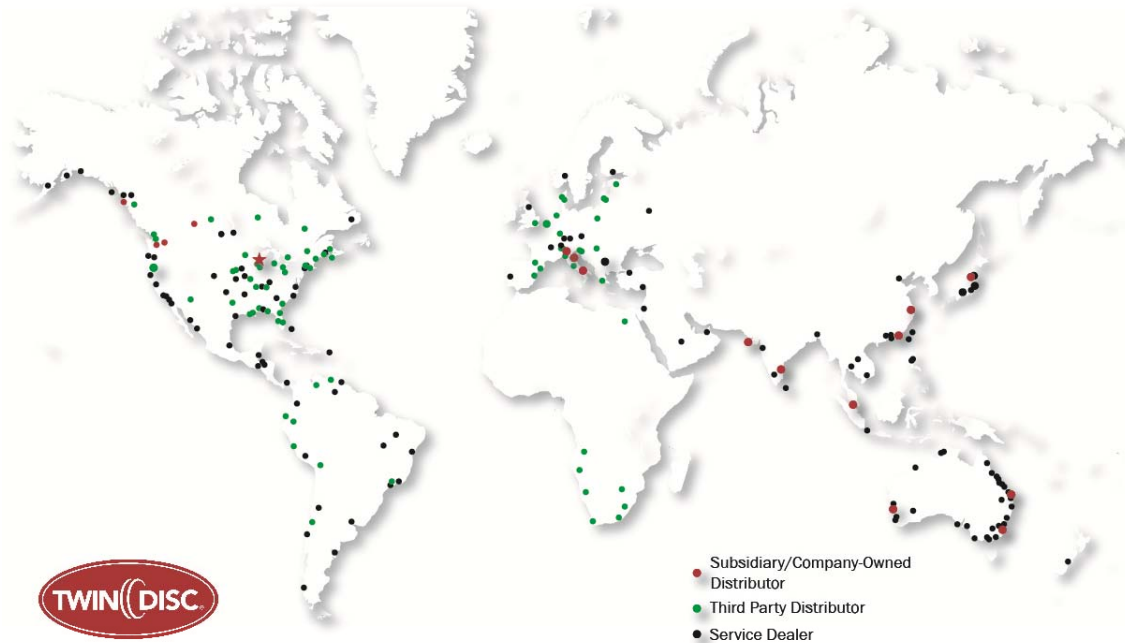 Subsidiary/Company-Owned
Distributor
Third Party Distributor
Service Dealer
TWIN DISC®